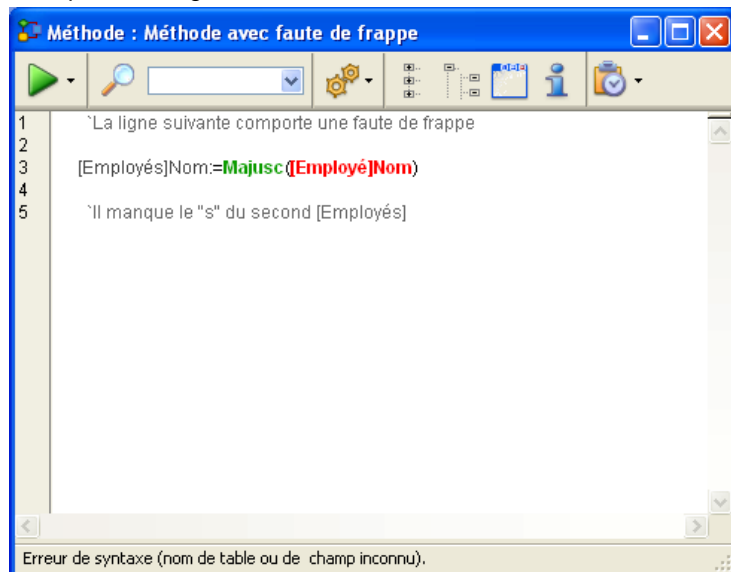 Méthode : Méthode avec faute de frappe
1 `La ligne suivante comporte une faute de frappe
2
3 [Employés]Nom:=Majusc([Employé]Nom)
4
5 `Il manque le "s" du second [Employés]
Erreur de syntaxe (nom de table ou de champ inconnu).